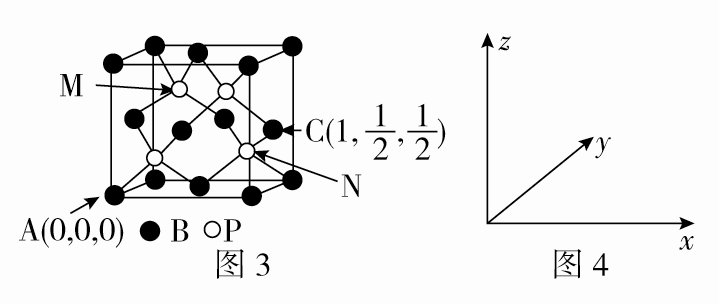 M
C(1, 1/2, 1/2)
N
A(0,0,0) B P
图 3
z
y
x
图 4